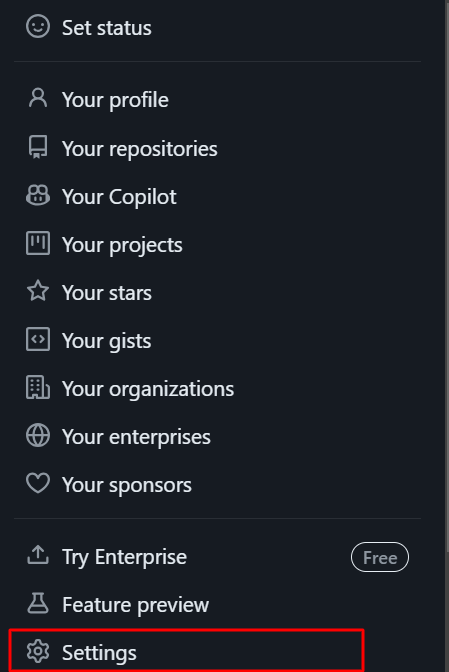 Set status
Your profile
Your repositories
Your Copilot
Your projects
Your stars
Your gists
Your organizations
Your enterprises
Your sponsors
Try Enterprise Free
Feature preview
Settings